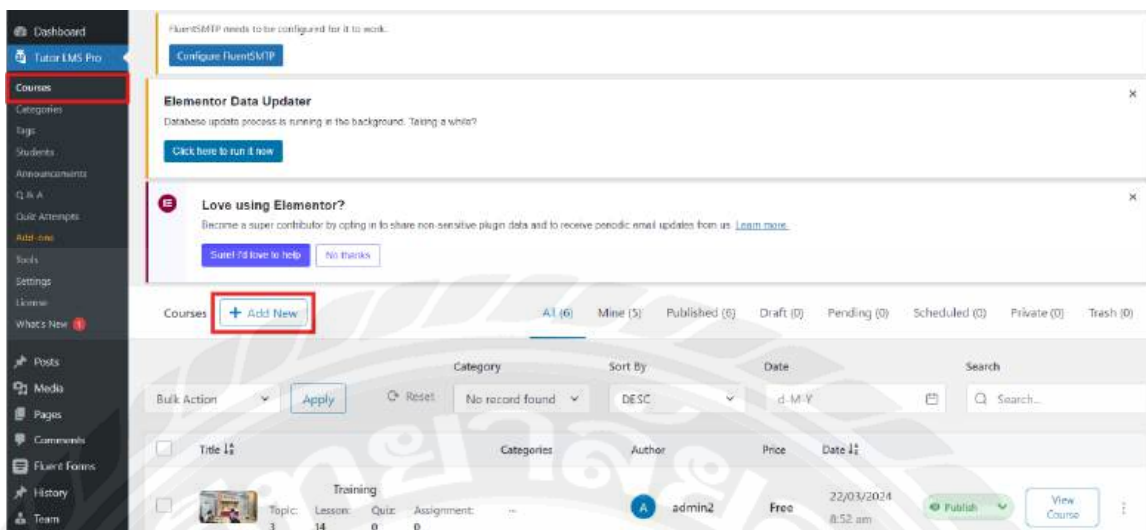 Dashboard
Tutor LMS Pro
Courses
Categories
Tags
Students
Announcements
Q & A
Quiz Attempts
Add-ons
Tools
Settings
License
What's New 1
Posts
Media
Pages
Comments
Fluent Forms
History
Team
FluentSMTP needs to be configured for it to work.
Configure FluentSMTP
Elementor Data Updater
Database update process is running in the background. Taking a while?
Click here to run it now
Love using Elementor?
Become a super contributor by opting in to share non-sensitive plugin data and to receive periodic email updates from us. Learn more.
Sure! I'd love to help No thanks
Courses + Add New All (6) Mine (5) Published (6) Draft (0) Pending (0) Scheduled (0) Private (0) Trash (0)
Category Sort By Date Search
Bulk Action Apply Reset No record found DESC d-M-Y Search...
Title Categories Author Price Date
Training
Topic: 3 Lesson: 14 Quiz: 0 Assignment: 0 ... A admin2 Free 22/03/2024 8:52 am Publish View Course